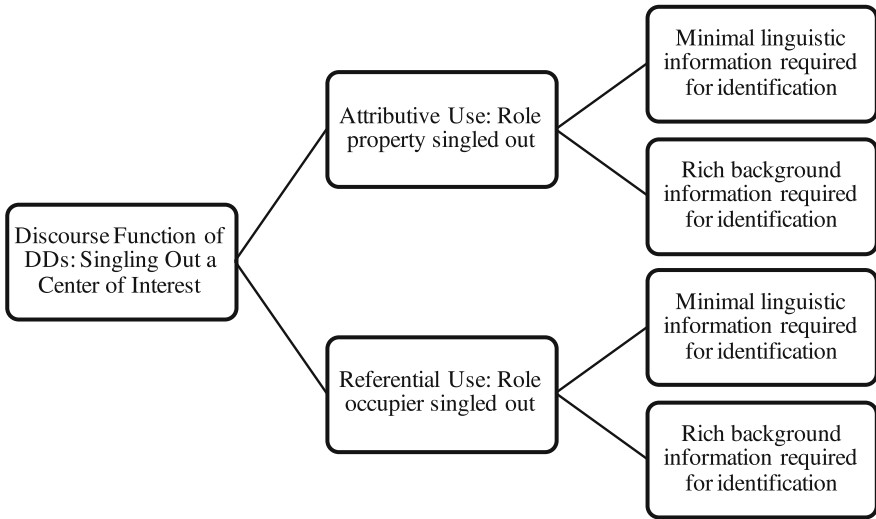 Discourse Function of
DDs: Singling Out a
Center of Interest
Attributive Use: Role
property singled out
Minimal linguistic
information required
for identification
Rich background
information required
for identification
Referential Use: Role
occupier singled out
Minimal linguistic
information required
for identification
Rich background
information required
for identification